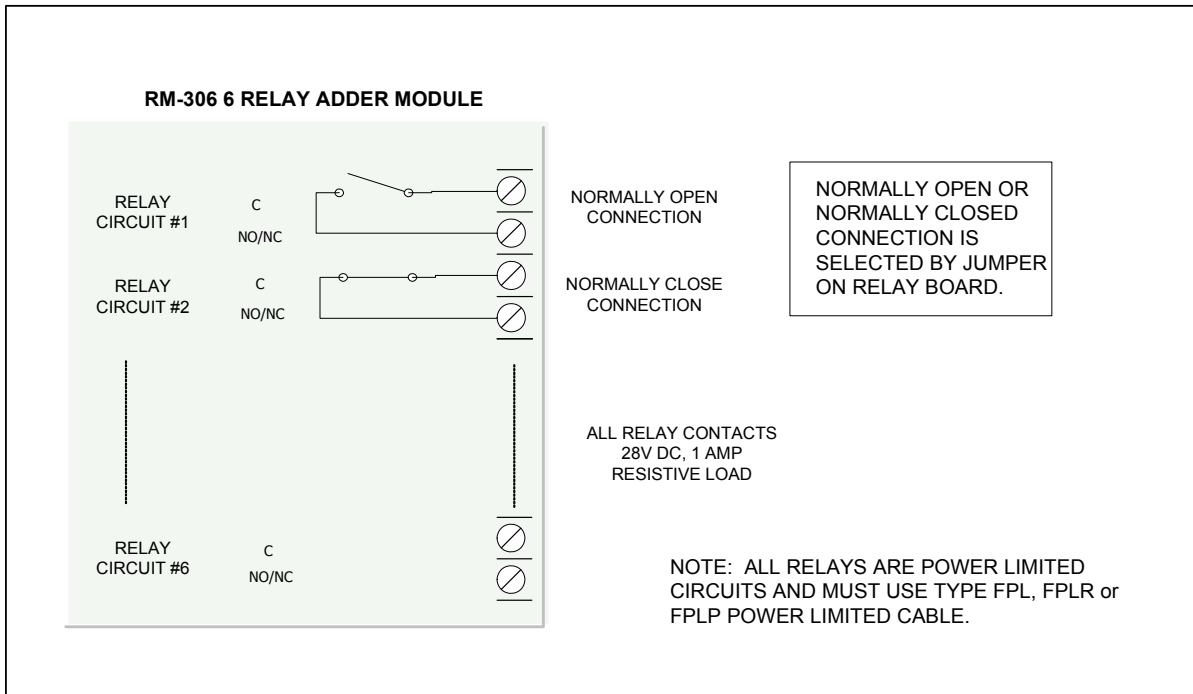 RM-306 6 RELAY ADDER MODULE
RELAY
CIRCUIT #1
C
NO/NC
NORMALLY OPEN
CONNECTION
RELAY
CIRCUIT #2
C
NO/NC
NORMALLY CLOSE
CONNECTION
NORMALLY OPEN OR
NORMALLY CLOSED
CONNECTION IS
SELECTED BY JUMPER
ON RELAY BOARD.
ALL RELAY CONTACTS
28V DC, 1 AMP
RESISTIVE LOAD
RELAY
CIRCUIT #6
C
NO/NC
NOTE: ALL RELAYS ARE POWER LIMITED
CIRCUITS AND MUST USE TYPE FPL, FPLR or
FPLP POWER LIMITED CABLE.